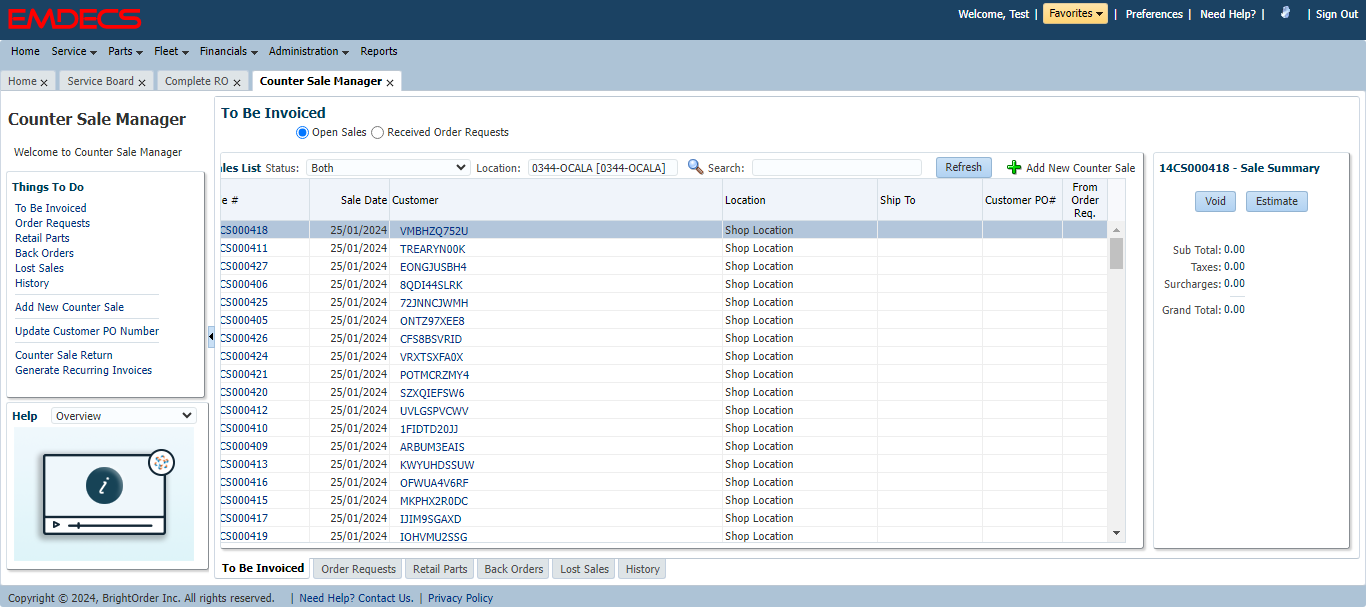 EMDECS
Welcome, Test | Favorites | Preferences | Need Help? | | Sign Out
Home Service Parts Fleet Financials Administration Reports
Home Service Board Complete RO Counter Sale Manager
Counter Sale Manager
Welcome to Counter Sale Manager
Things To Do
To Be Invoiced
Order Requests
Retail Parts
Back Orders
Lost Sales
History
Add New Counter Sale
Update Customer PO Number
Counter Sale Return
Generate Recurring Invoices
Help Overview
i
To Be Invoiced
Open Sales Received Order Requests
les List Status: Both Location: 0344-OCALA [0344-OCALA] Search: Refresh Add New Counter Sale
e # Sale Date Customer Location Ship To Customer PO# From Order Req.
CS000418 25/01/2024 VMBHZQ752U Shop Location
CS000411 25/01/2024 TREARYN00K Shop Location
CS000427 25/01/2024 EONGJUSBH4 Shop Location
CS000406 25/01/2024 8QDI44SLRK Shop Location
CS000425 25/01/2024 72JNNCJWMH Shop Location
CS000405 25/01/2024 ONTZ97XEE8 Shop Location
CS000426 25/01/2024 CFS8BSVRID Shop Location
CS000424 25/01/2024 VRXTSXFA0X Shop Location
CS000421 25/01/2024 POTMCRZMY4 Shop Location
CS000420 25/01/2024 SZXQIEFSW6 Shop Location
CS000412 25/01/2024 UVLGSPVCWV Shop Location
CS000410 25/01/2024 1FIDTD20JJ Shop Location
CS000409 25/01/2024 ARBUM3EAIS Shop Location
CS000413 25/01/2024 KWYUHDSSUW Shop Location
CS000416 25/01/2024 OFWUA4V6RF Shop Location
CS000415 25/01/2024 MKPHX2R0DC Shop Location
CS000417 25/01/2024 IJIM9SGAXD Shop Location
CS000419 25/01/2024 IOHVMU2SSG Shop Location
14CS000418 - Sale Summary
Void Estimate
Sub Total: 0.00
Taxes: 0.00
Surcharges: 0.00
Grand Total: 0.00
To Be Invoiced Order Requests Retail Parts Back Orders Lost Sales History
Copyright © 2024, BrightOrder Inc. All rights reserved. | Need Help? Contact Us. | Privacy Policy